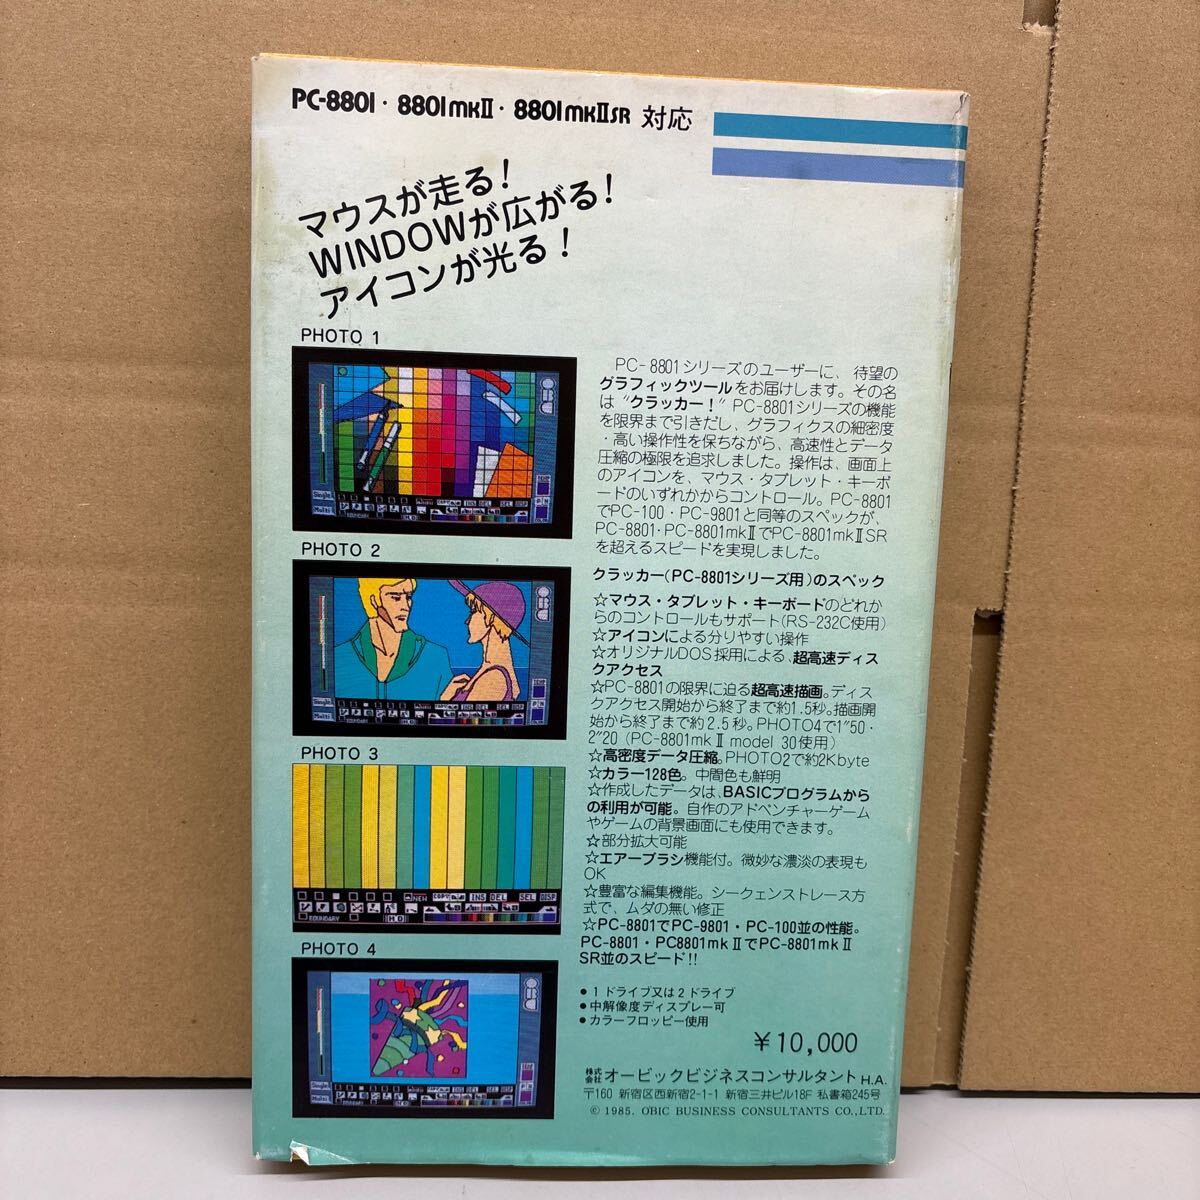 PC-8801・8801mkII・8801mkIISR 対応
マウスが走る！
WINDOWが広がる！
アイコンが光る！
PHOTO 1
PHOTO 2
PHOTO 3
PHOTO 4
PC-8801シリーズのユーザーに、待望の
グラフィックツールをお届けします。その名
は“クラッカー！”PC-8801シリーズの機能
を限界まで引きだし、グラフィクスの細密度
・高い操作性を保ちながら、高速性とデータ
圧縮の極限を追求しました。操作は、画面上
のアイコンを、マウス・タブレット・キーボ
ードのいずれかからコントロール。PC-8801
でPC-100・PC-9801と同等のスペックが、
PC-8801・PC-8801mkⅡでPC-8801mkⅡSR
を超えるスピードを実現しました。
クラッカー（PC-8801シリーズ用）のスペック
☆マウス・タブレット・キーボードのどれか
らのコントロールもサポート（RS-232C使用）
☆アイコンによる分りやすい操作
☆オリジナルDOS採用による、超高速ディス
クアクセス
☆PC-8801の限界に迫る超高速描画。ディス
クアクセス開始から終了まで約1.5秒。描画開
始から終了まで約2.5秒。PHOTO4で1″50・
2″20（PC-8801mkⅡ model 30使用）
☆高密度データ圧縮。PHOTO2で約2Kbyte
☆カラー128色。中間色も鮮明
☆作成したデータは、BASICプログラムから
の利用が可能。自作のアドベンチャーゲーム
やゲームの背景画面にも使用できます。
☆部分拡大可能
☆エアーブラシ機能付。微妙な濃淡の表現も
OK
☆豊富な編集機能。シークェンストレース方
式で、ムダの無い修正
☆PC-8801でPC-9801・PC-100並の性能。
PC-8801・PC8801mkⅡでPC-8801mkⅡ
SR並のスピード!!
●1ドライブ又は2ドライブ
●中解像度ディスプレー可
●カラーフロッピー使用
￥10,000
株式会社オービックビジネスコンサルタント H.A.
〒160 新宿区西新宿2-1-1 新宿三井ビル18F 私書箱245号
© 1985. OBIC BUSINESS CONSULTANTS CO.,LTD.
Single
Multi
BOUNDARY
NEW COPY INS DEL SEL DISP
BOUNDARY